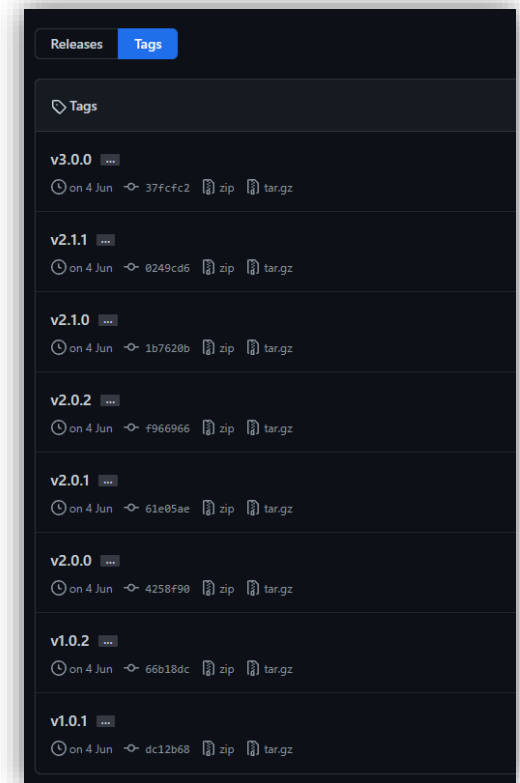 Releases Tags
Tags
v3.0.0 ...
on 4 Jun 37fcfc2 zip tar.gz
v2.1.1 ...
on 4 Jun 0249cd6 zip tar.gz
v2.1.0 ...
on 4 Jun 1b7620b zip tar.gz
v2.0.2 ...
on 4 Jun f966966 zip tar.gz
v2.0.1 ...
on 4 Jun 61e05ae zip tar.gz
v2.0.0 ...
on 4 Jun 4258f90 zip tar.gz
v1.0.2 ...
on 4 Jun 66b18dc zip tar.gz
v1.0.1 ...
on 4 Jun dc12b68 zip tar.gz